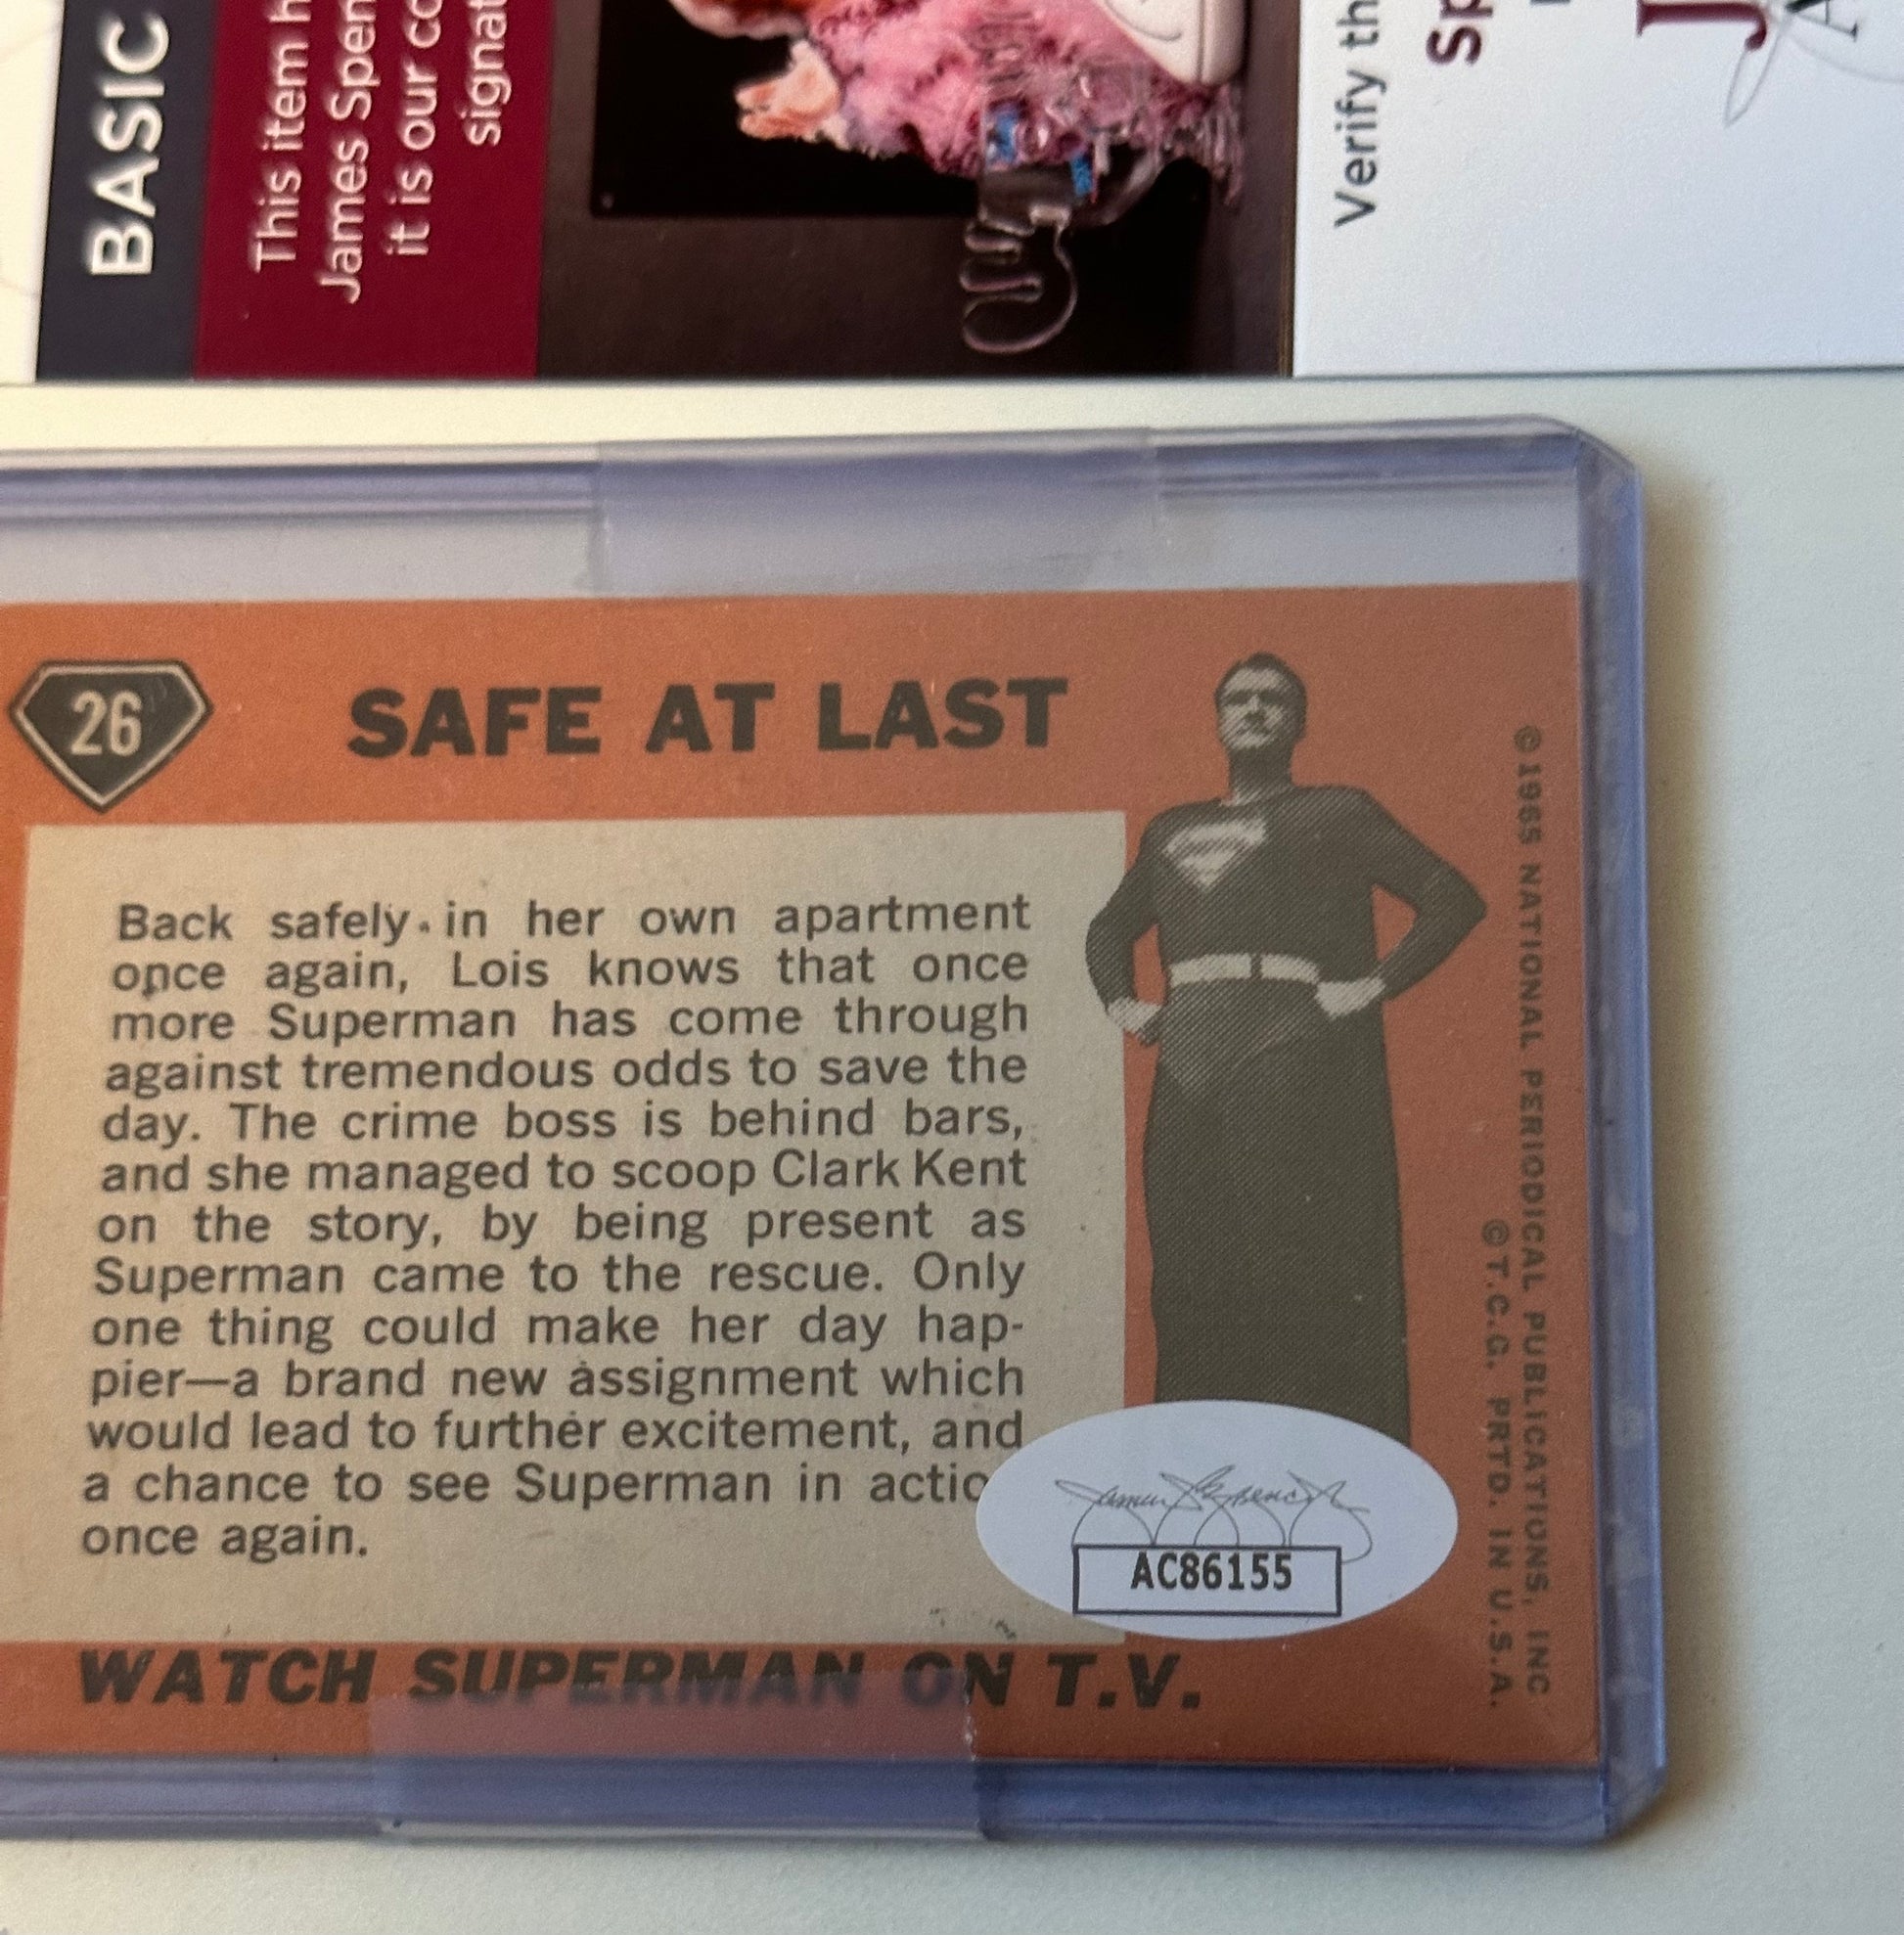 BASIC
This item h
James Spen
it is our co
signat
Verify th
Sp
26
SAFE AT LAST
Back safely in her own apartment
once again, Lois knows that once
more Superman has come through
against tremendous odds to save the
day. The crime boss is behind bars,
and she managed to scoop Clark Kent
on the story, by being present as
Superman came to the rescue. Only
one thing could make her day hap-
pier—a brand new assignment which
would lead to further excitement, and
a chance to see Superman in actio
once again.
WATCH SUPERMAN ON T.V.
©1965 NATIONAL PERIODICAL PUBLICATIONS, INC
©T.C.G. PRTD. IN U.S.A.
James Spence
AC86155